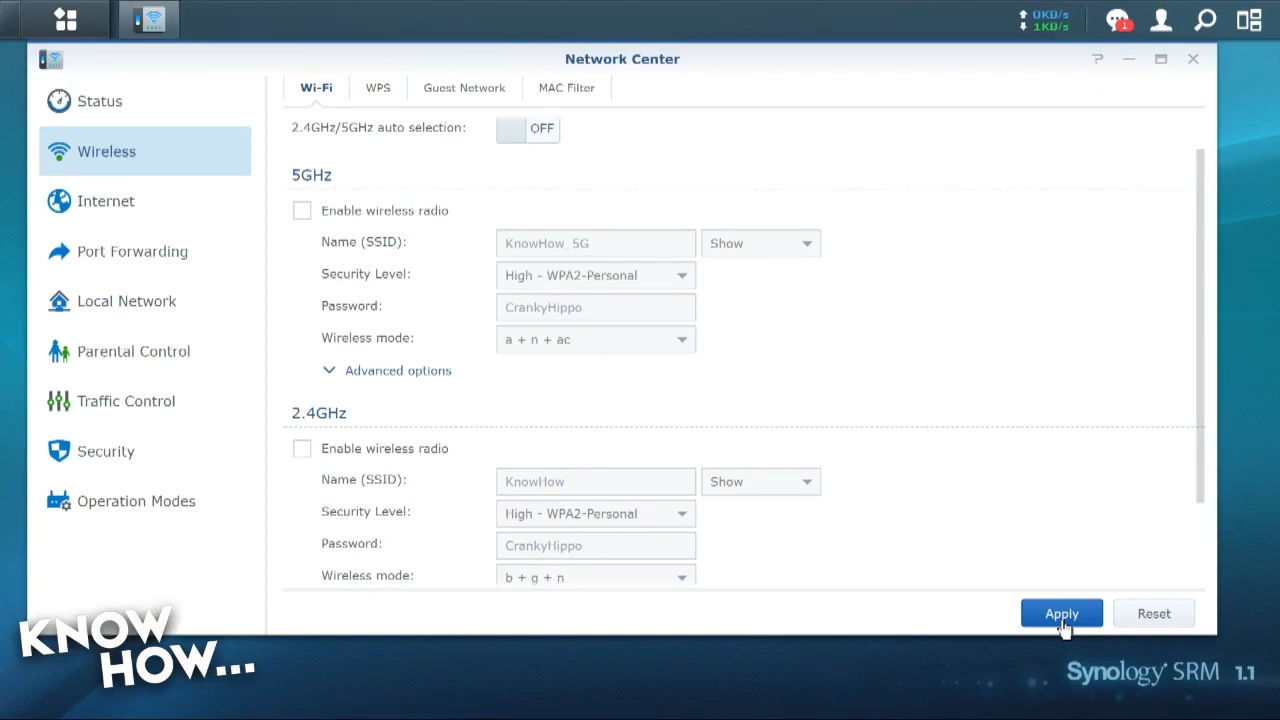 0KB/s
1KB/s
1
Network Center
Status
Wireless
Internet
Port Forwarding
Local Network
Parental Control
Traffic Control
Security
Operation Modes
Wi-Fi WPS Guest Network MAC Filter
2.4GHz/5GHz auto selection: OFF
5GHz
Enable wireless radio
Name (SSID): KnowHow_5G Show
Security Level: High - WPA2-Personal
Password: CrankyHippo
Wireless mode: a + n + ac
Advanced options
2.4GHz
Enable wireless radio
Name (SSID): KnowHow Show
Security Level: High - WPA2-Personal
Password: CrankyHippo
Wireless mode: b + g + n
Apply Reset
KNOW
HOW...
Synology SRM 1.1